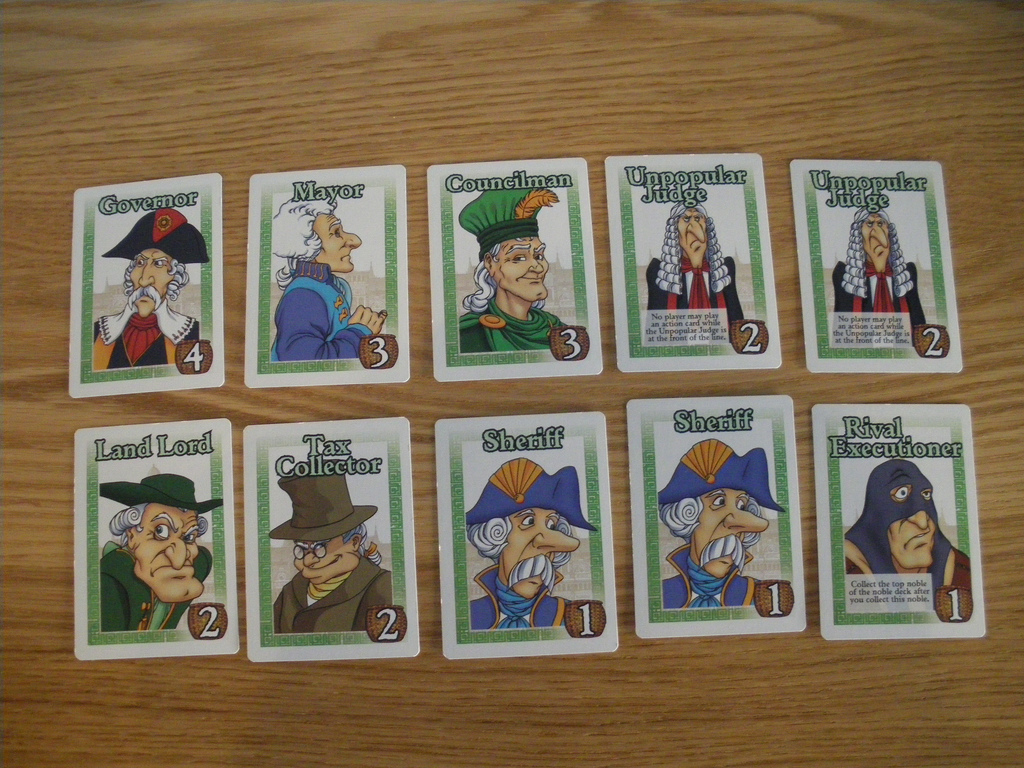 Governor
4
Mayor
3
Councilman
3
Unpopular
Judge
No player may play
an action card while
the Unpopular Judge is
at the front of the line.
2
Unpopular
Judge
No player may play
an action card while
the Unpopular Judge is
at the front of the line.
2
Land Lord
2
Tax
Collector
2
Sheriff
1
Sheriff
1
Rival
Executioner
Collect the top noble
of the noble deck after
you collect this noble.
1